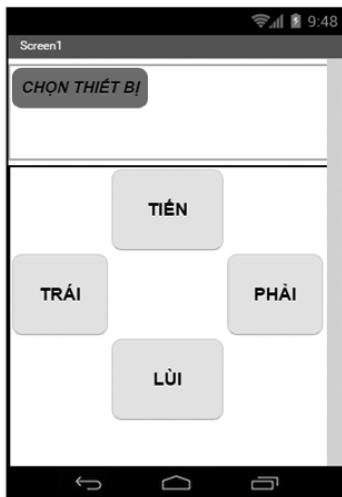 9:48
Screen1
CHỌN THIẾT BỊ
TIẾN
TRÁI
PHẢI
LÙI